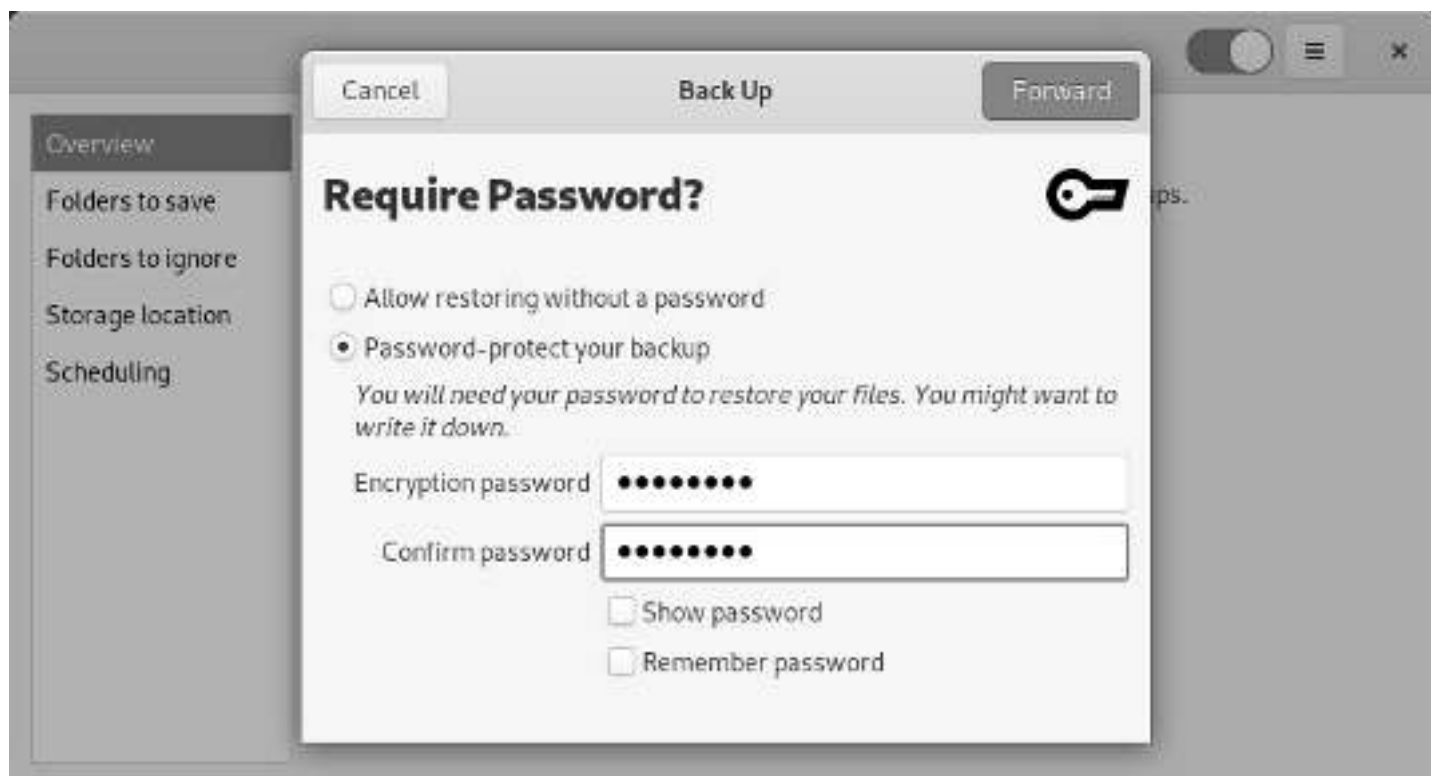 Cancel
Back Up
Forward
Overview
Folders to save
Folders to ignore
Storage location
Scheduling
Require Password?
ps.
Allow restoring without a password
Password-protect your backup
You will need your password to restore your files. You might want to
write it down.
Encryption password
Confirm password
Show password
Remember password